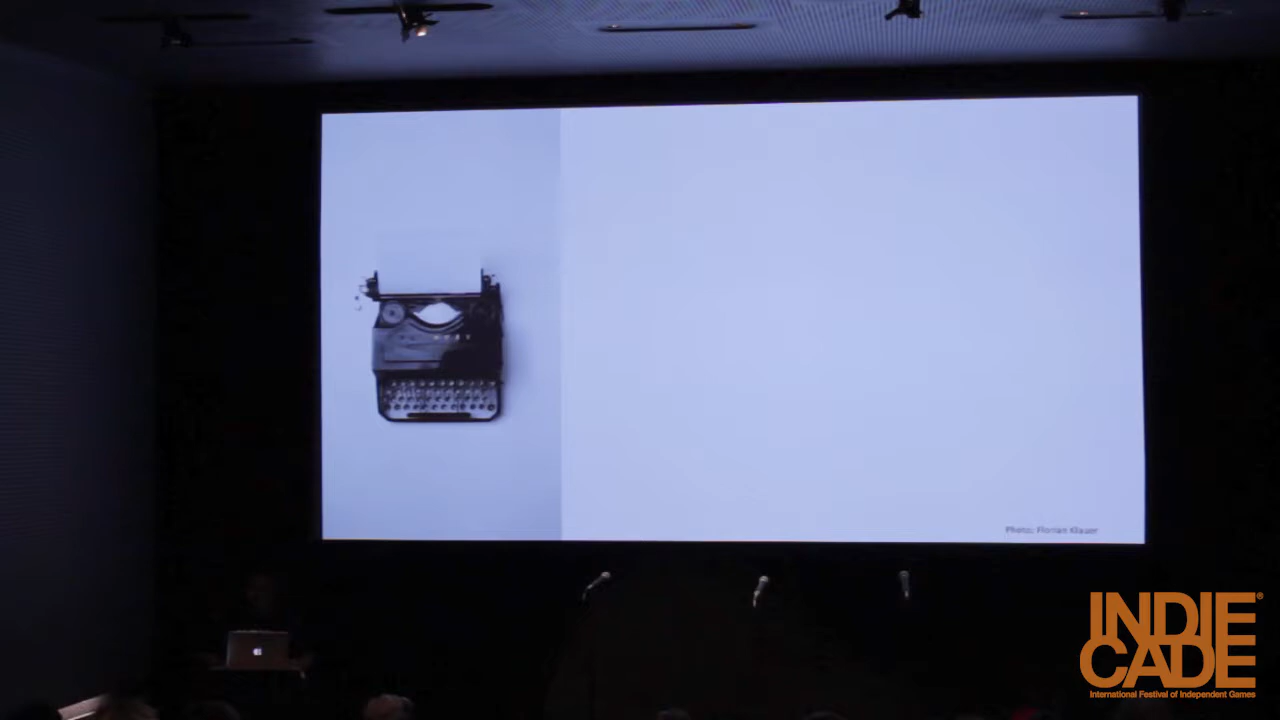 Photo: Florian Klauer
INDIE
CADE
®
International Festival of Independent Games